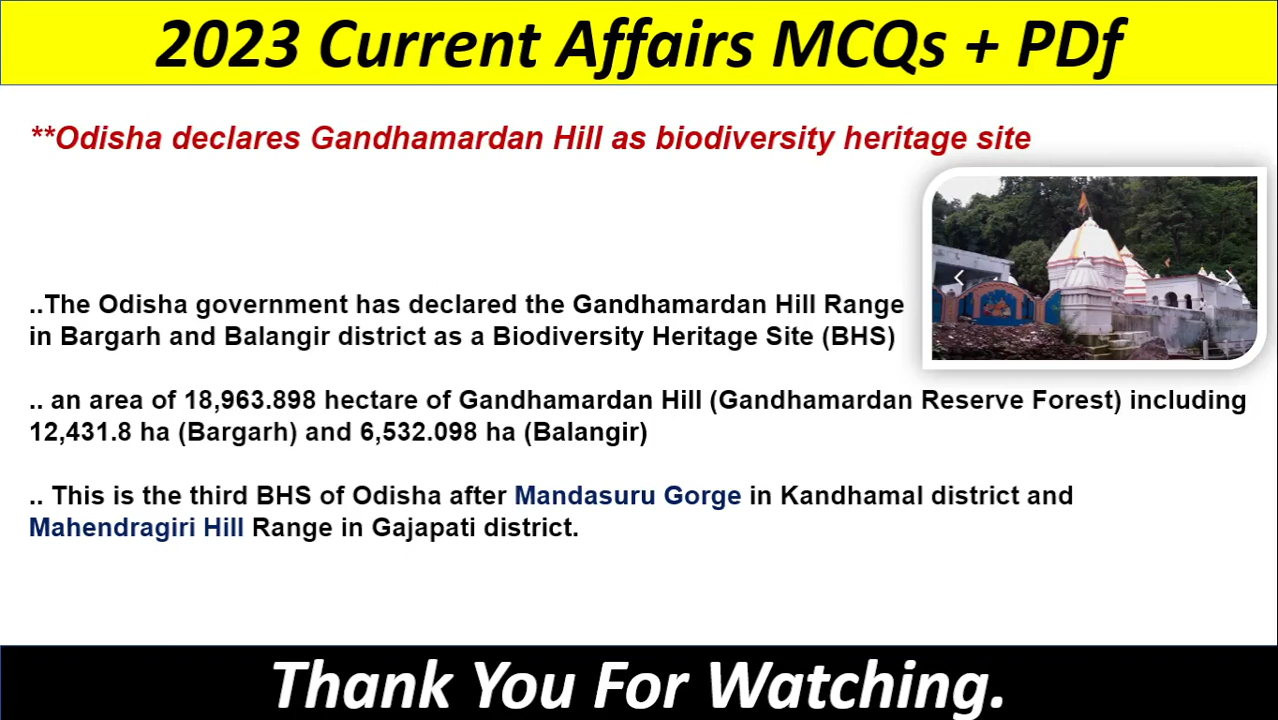 2023 Current Affairs MCQs + PDf
**Odisha declares Gandhamardan Hill as biodiversity heritage site
..The Odisha government has declared the Gandhamardan Hill Range
in Bargarh and Balangir district as a Biodiversity Heritage Site (BHS)
.. an area of 18,963.898 hectare of Gandhamardan Hill (Gandhamardan Reserve Forest) including
12,431.8 ha (Bargarh) and 6,532.098 ha (Balangir)
.. This is the third BHS of Odisha after Mandasuru Gorge in Kandhamal district and
Mahendragiri Hill Range in Gajapati district.
Thank You For Watching.